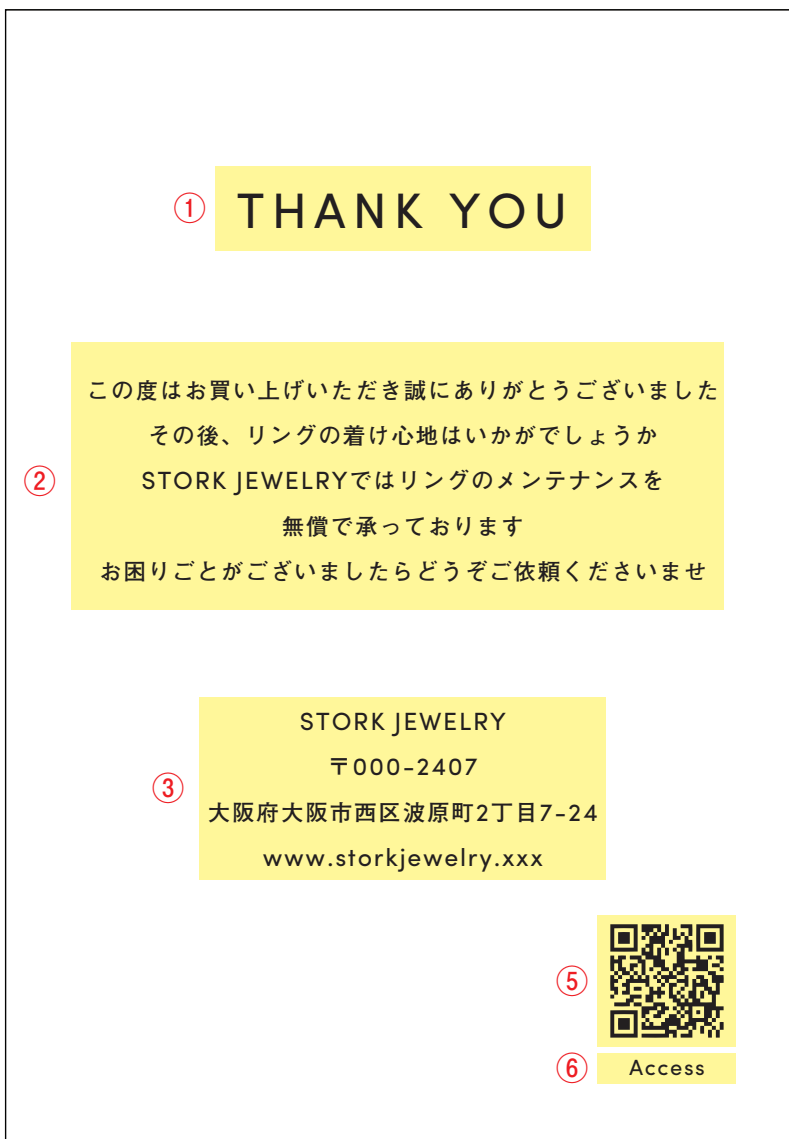 ① THANK YOU
この度はお買い上げいただき誠にありがとうございました
その後、リングの着け心地はいかがでしょうか
② STORK JEWELRYではリングのメンテナンスを
無償で承っております
お困りごとがございましたらどうぞご依頼くださいませ
STORK JEWELRY
〒000-2407
③
大阪府大阪市西区波原町2丁目7-24
www.storkjewelry.xxx
⑤
⑥ Access